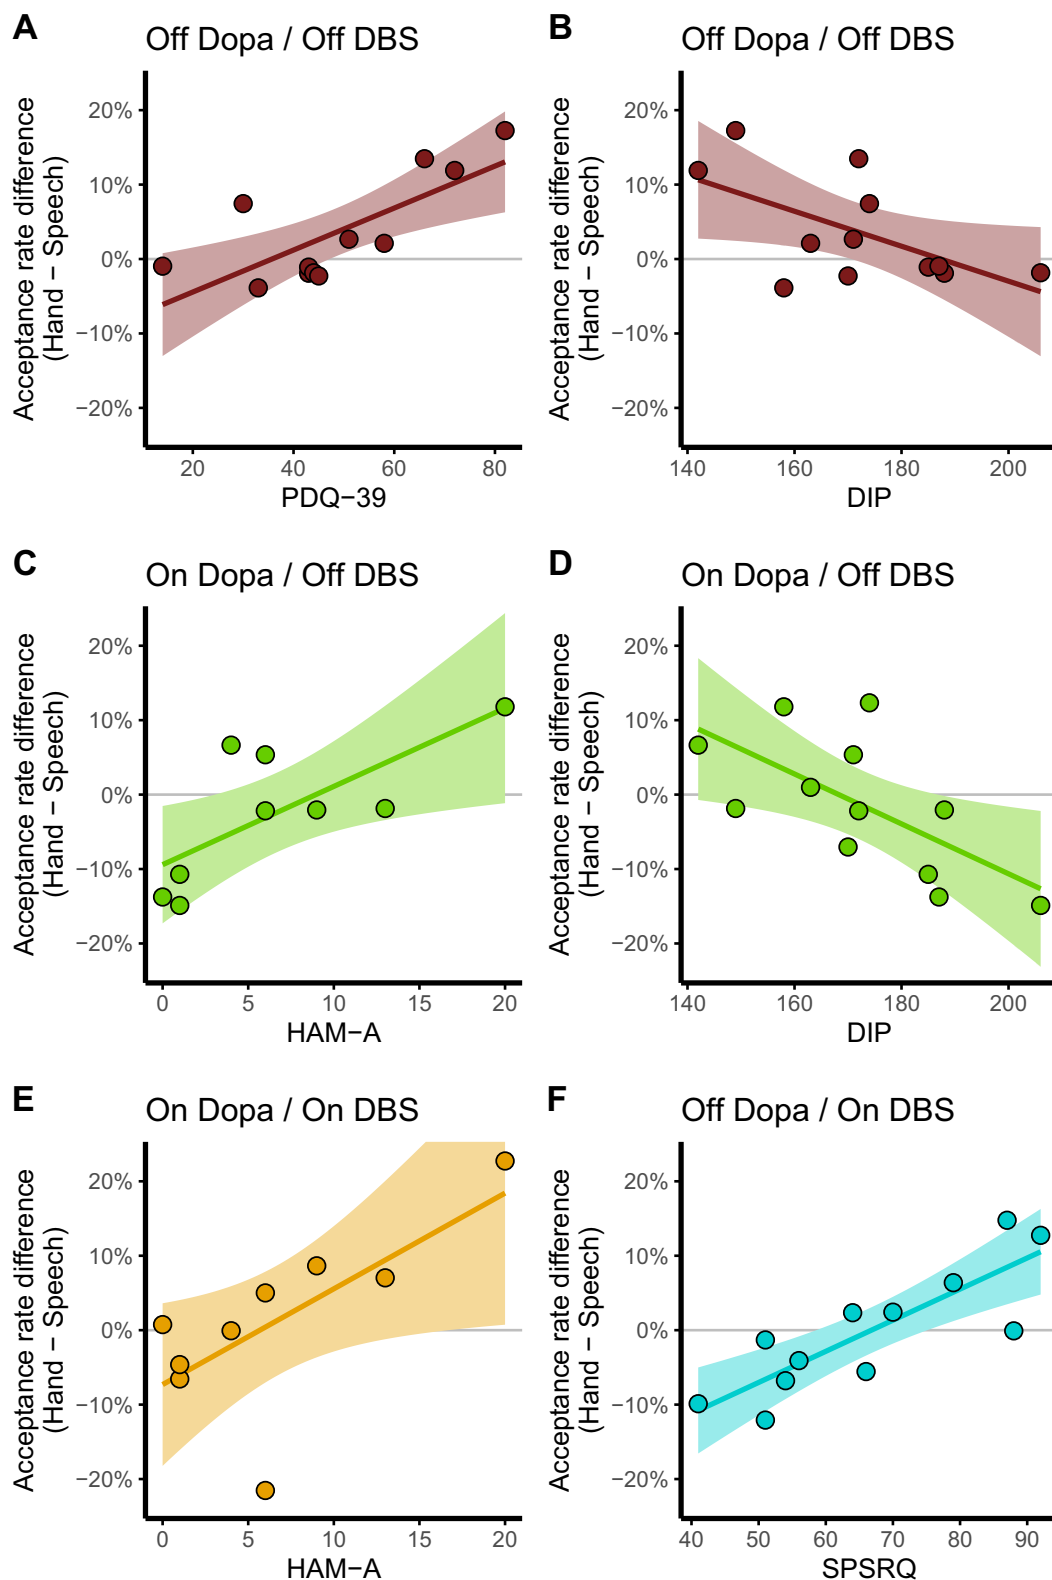 A
Off Dopa / Off DBS
Acceptance rate difference
(Hand − Speech)
20%
10%
0%
−10%
−20%
20 40 60 80
PDQ−39
B
Off Dopa / Off DBS
Acceptance rate difference
(Hand − Speech)
20%
10%
0%
−10%
−20%
140 160 180 200
DIP
C
On Dopa / Off DBS
Acceptance rate difference
(Hand − Speech)
20%
10%
0%
−10%
−20%
0 5 10 15 20
HAM−A
D
On Dopa / Off DBS
Acceptance rate difference
(Hand − Speech)
20%
10%
0%
−10%
−20%
140 160 180 200
DIP
E
On Dopa / On DBS
Acceptance rate difference
(Hand − Speech)
20%
10%
0%
−10%
−20%
0 5 10 15 20
HAM−A
F
Off Dopa / On DBS
Acceptance rate difference
(Hand − Speech)
20%
10%
0%
−10%
−20%
40 50 60 70 80 90
SPSRQ